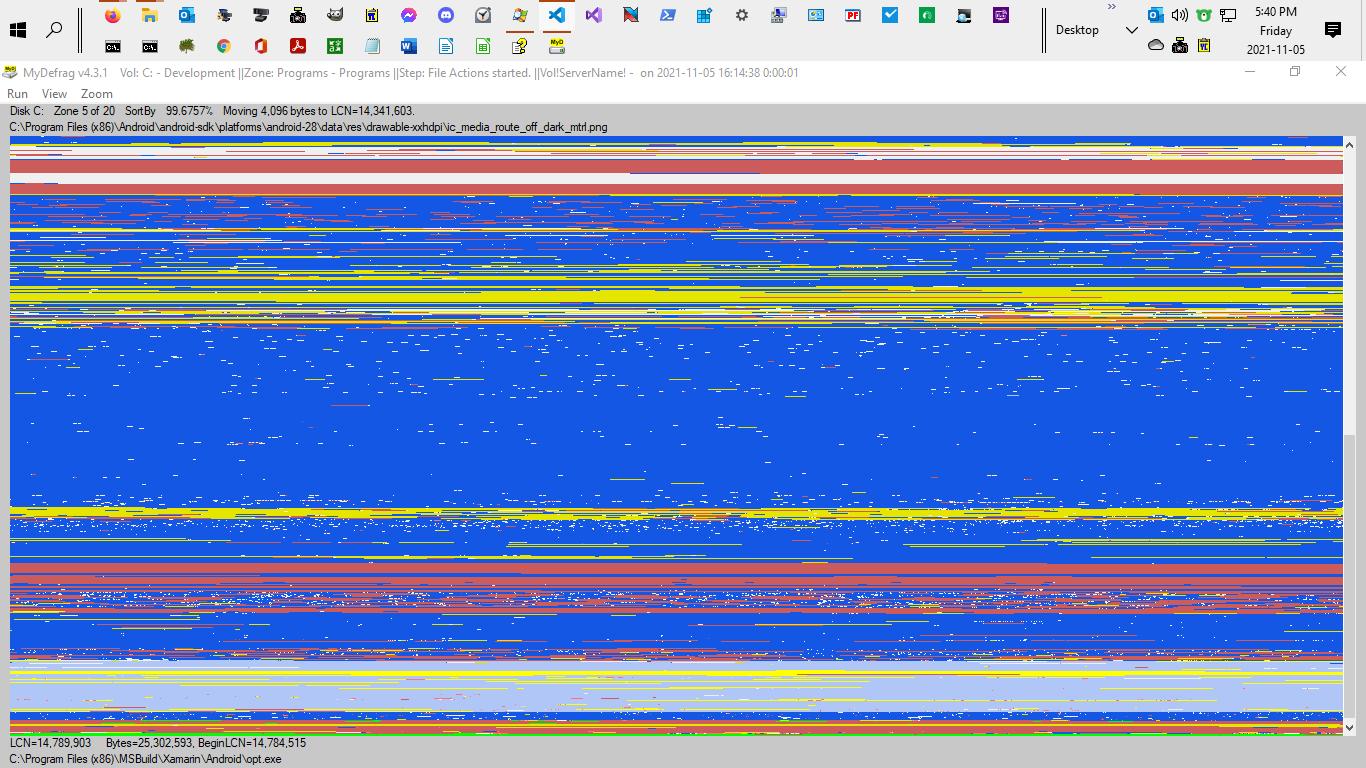 5:40 PM
Desktop
Friday
2021-11-05
MyDefrag v4.3.1 Vol: C: - Development ||Zone: Programs - Programs ||Step: File Actions started. ||Vol!ServerName! - on 2021-11-05 16:14:38 0:00:01
Run View Zoom
Disk C: Zone 5 of 20 SortBy 99.6757% Moving 4,096 bytes to LCN=14,341,603.
C:\Program Files (x86)\Android\android-sdk\platforms\android-28\data\res\drawable-xxhdpi\ic_media_route_off_dark_mtrl.png
LCN=14,789,903 Bytes=25,302,593, BeginLCN=14,784,515
C:\Program Files (x86)\MSBuild\Xamarin\Android\opt.exe